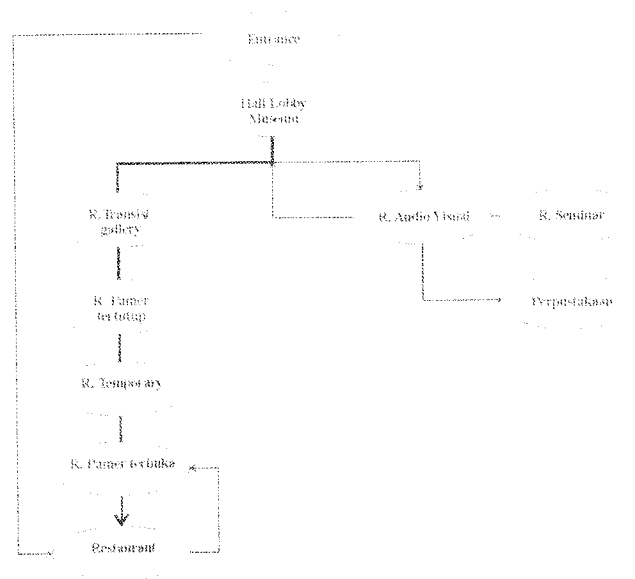 Entrance
Hall Lobby
Museum
R. Transisi
gallery
R. Audio Visual
R. Seminar
R. Pamer
tertutup
Perpustakaan
R. Temporary
R. Pamer terbuka
Restaurant